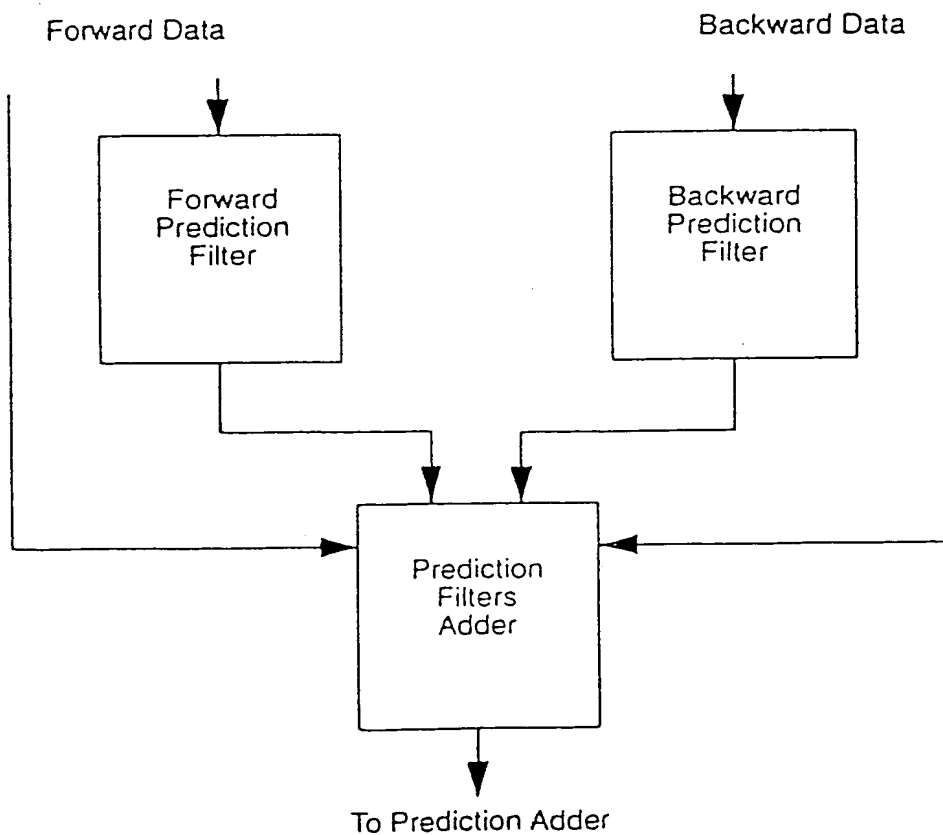 Forward Data
Backward Data
Forward
Prediction
Filter
Backward
Prediction
Filter
Prediction
Filters
Adder
To Prediction Adder